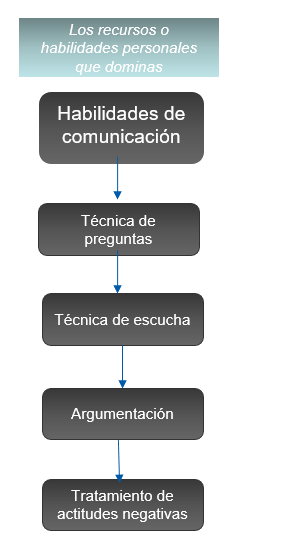 Los recursos o
habilidades personales
que dominas
Habilidades de
comunicación
Técnica de
preguntas
Técnica de escucha
Argumentación
Tratamiento de
actitudes negativas